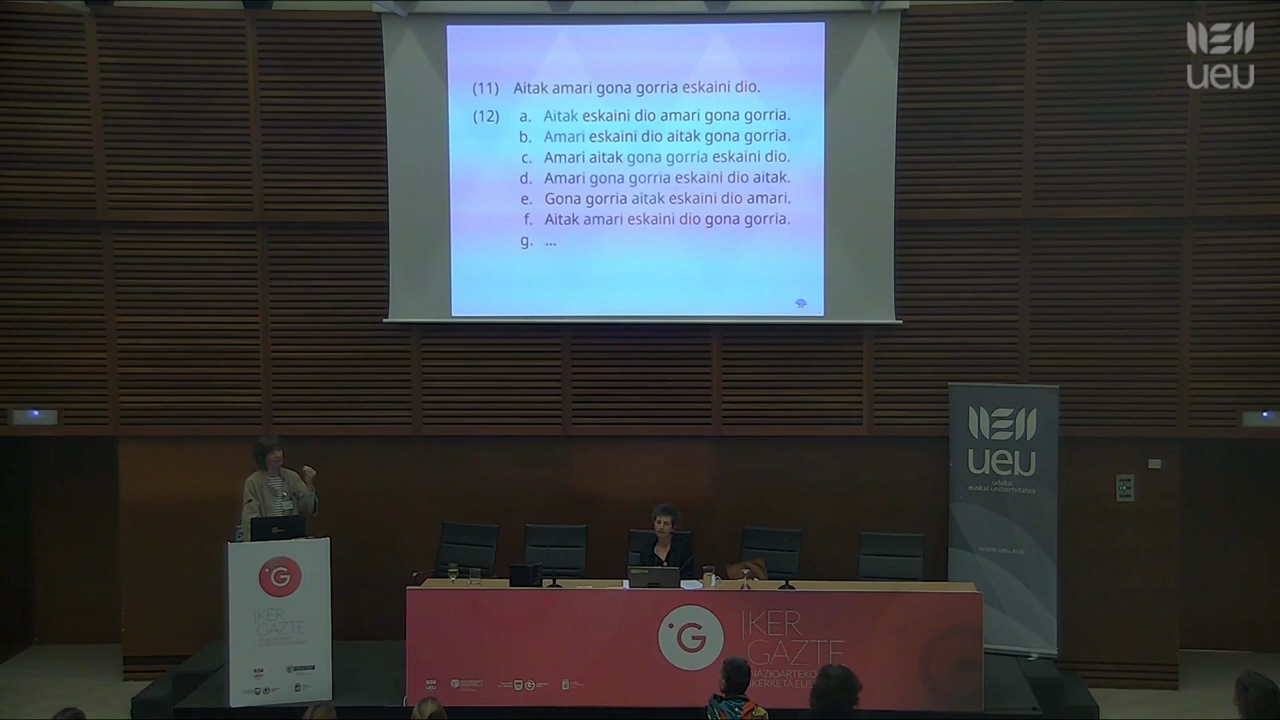 (11) Aitak amari gona gorria eskaini dio.
(12) a. Aitak eskaini dio amari gona gorria.
b. Amari eskaini dio aitak gona gorria.
c. Amari aitak gona gorria eskaini dio.
d. Amari gona gorria eskaini dio aitak.
e. Gona gorria aitak eskaini dio amari.
f. Aitak amari eskaini dio gona gorria.
g. ...
ueu
ueu
udako
euskal unibertsitatea
G
IKER
GAZTE
G
IKER
GAZTE
NAZIOARTEKO
IKERKETA